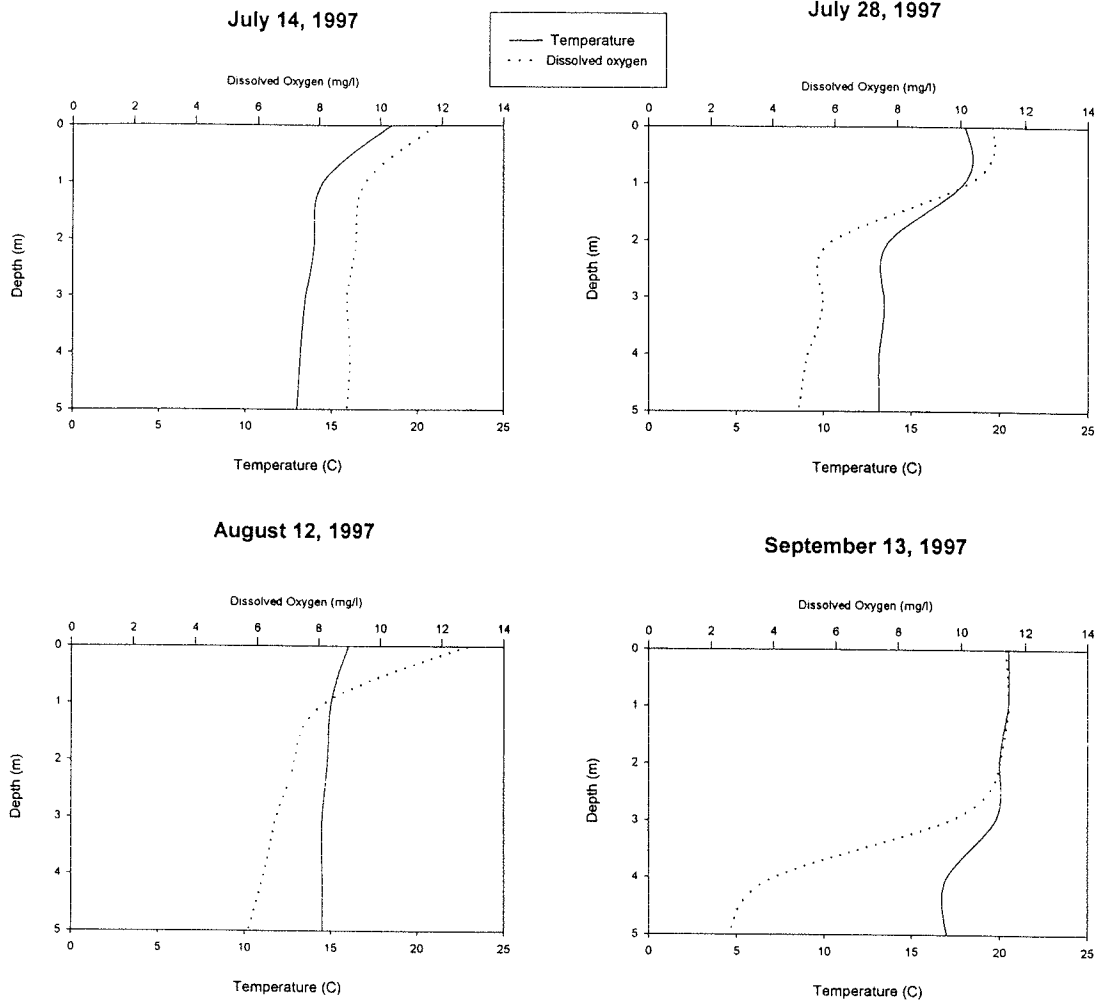 July 14, 1997
Temperature
Dissolved oxygen
July 28, 1997
Dissolved Oxygen (mg/l)
0 2 4 6 8 10 12 14
0
1
2
3
4
5
Depth (m)
0 5 10 15 20 25
Temperature (C)
Dissolved Oxygen (mg/l)
0 2 4 6 8 10 12 14
0
1
2
3
4
5
Depth (m)
0 5 10 15 20 25
Temperature (C)
August 12, 1997
Dissolved Oxygen (mg/l)
0 2 4 6 8 10 12 14
0
1
2
3
4
5
Depth (m)
0 5 10 15 20 25
Temperature (C)
September 13, 1997
Dissolved Oxygen (mg/l)
0 2 4 6 8 10 12 14
0
1
2
3
4
5
Depth (m)
0 5 10 15 20 25
Temperature (C)